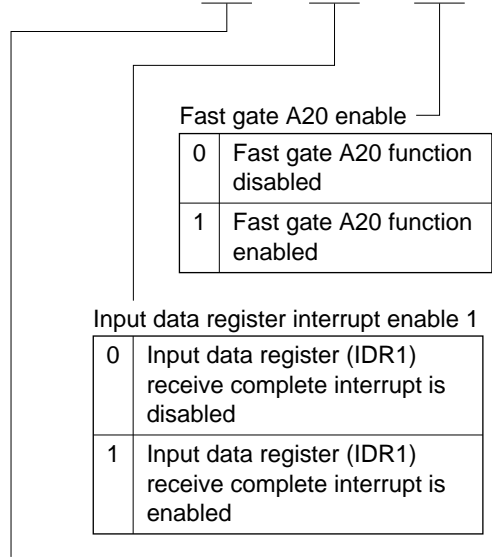 Fast gate A20 enable
0 Fast gate A20 function
disabled
1 Fast gate A20 function
enabled
Input data register interrupt enable 1
0 Input data register (IDR1)
receive complete interrupt is
disabled
1 Input data register (IDR1)
receive complete interrupt is
enabled